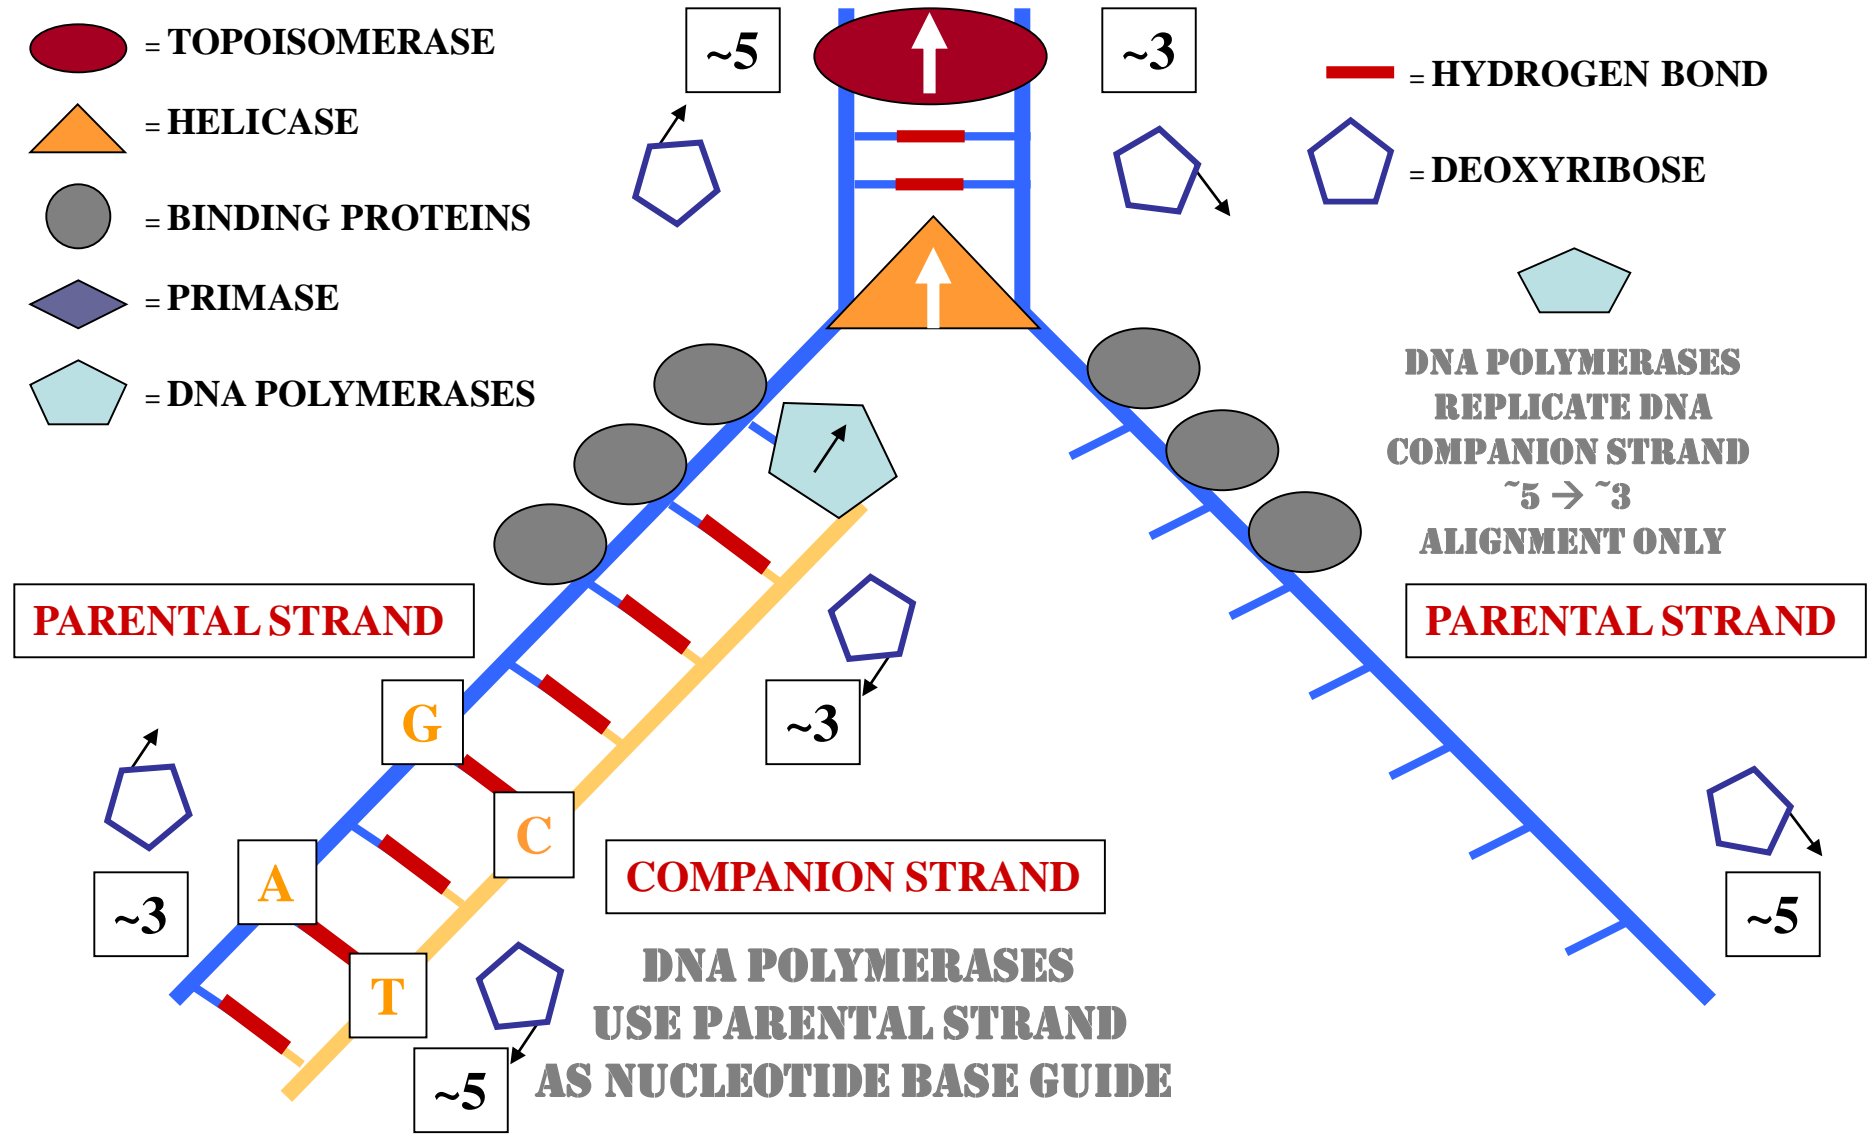 = TOPOISOMERASE
= HELICASE
= BINDING PROTEINS
= PRIMASE
= DNA POLYMERASES
~5
~3
= HYDROGEN BOND
= DEOXYRIBOSE
DNA POLYMERASES
REPLICATE DNA
COMPANION STRAND
~5 → ~3
ALIGNMENT ONLY
PARENTAL STRAND
PARENTAL STRAND
G
~3
C
A
~3
T
~5
COMPANION STRAND
~5
DNA POLYMERASES
USE PARENTAL STRAND
AS NUCLEOTIDE BASE GUIDE